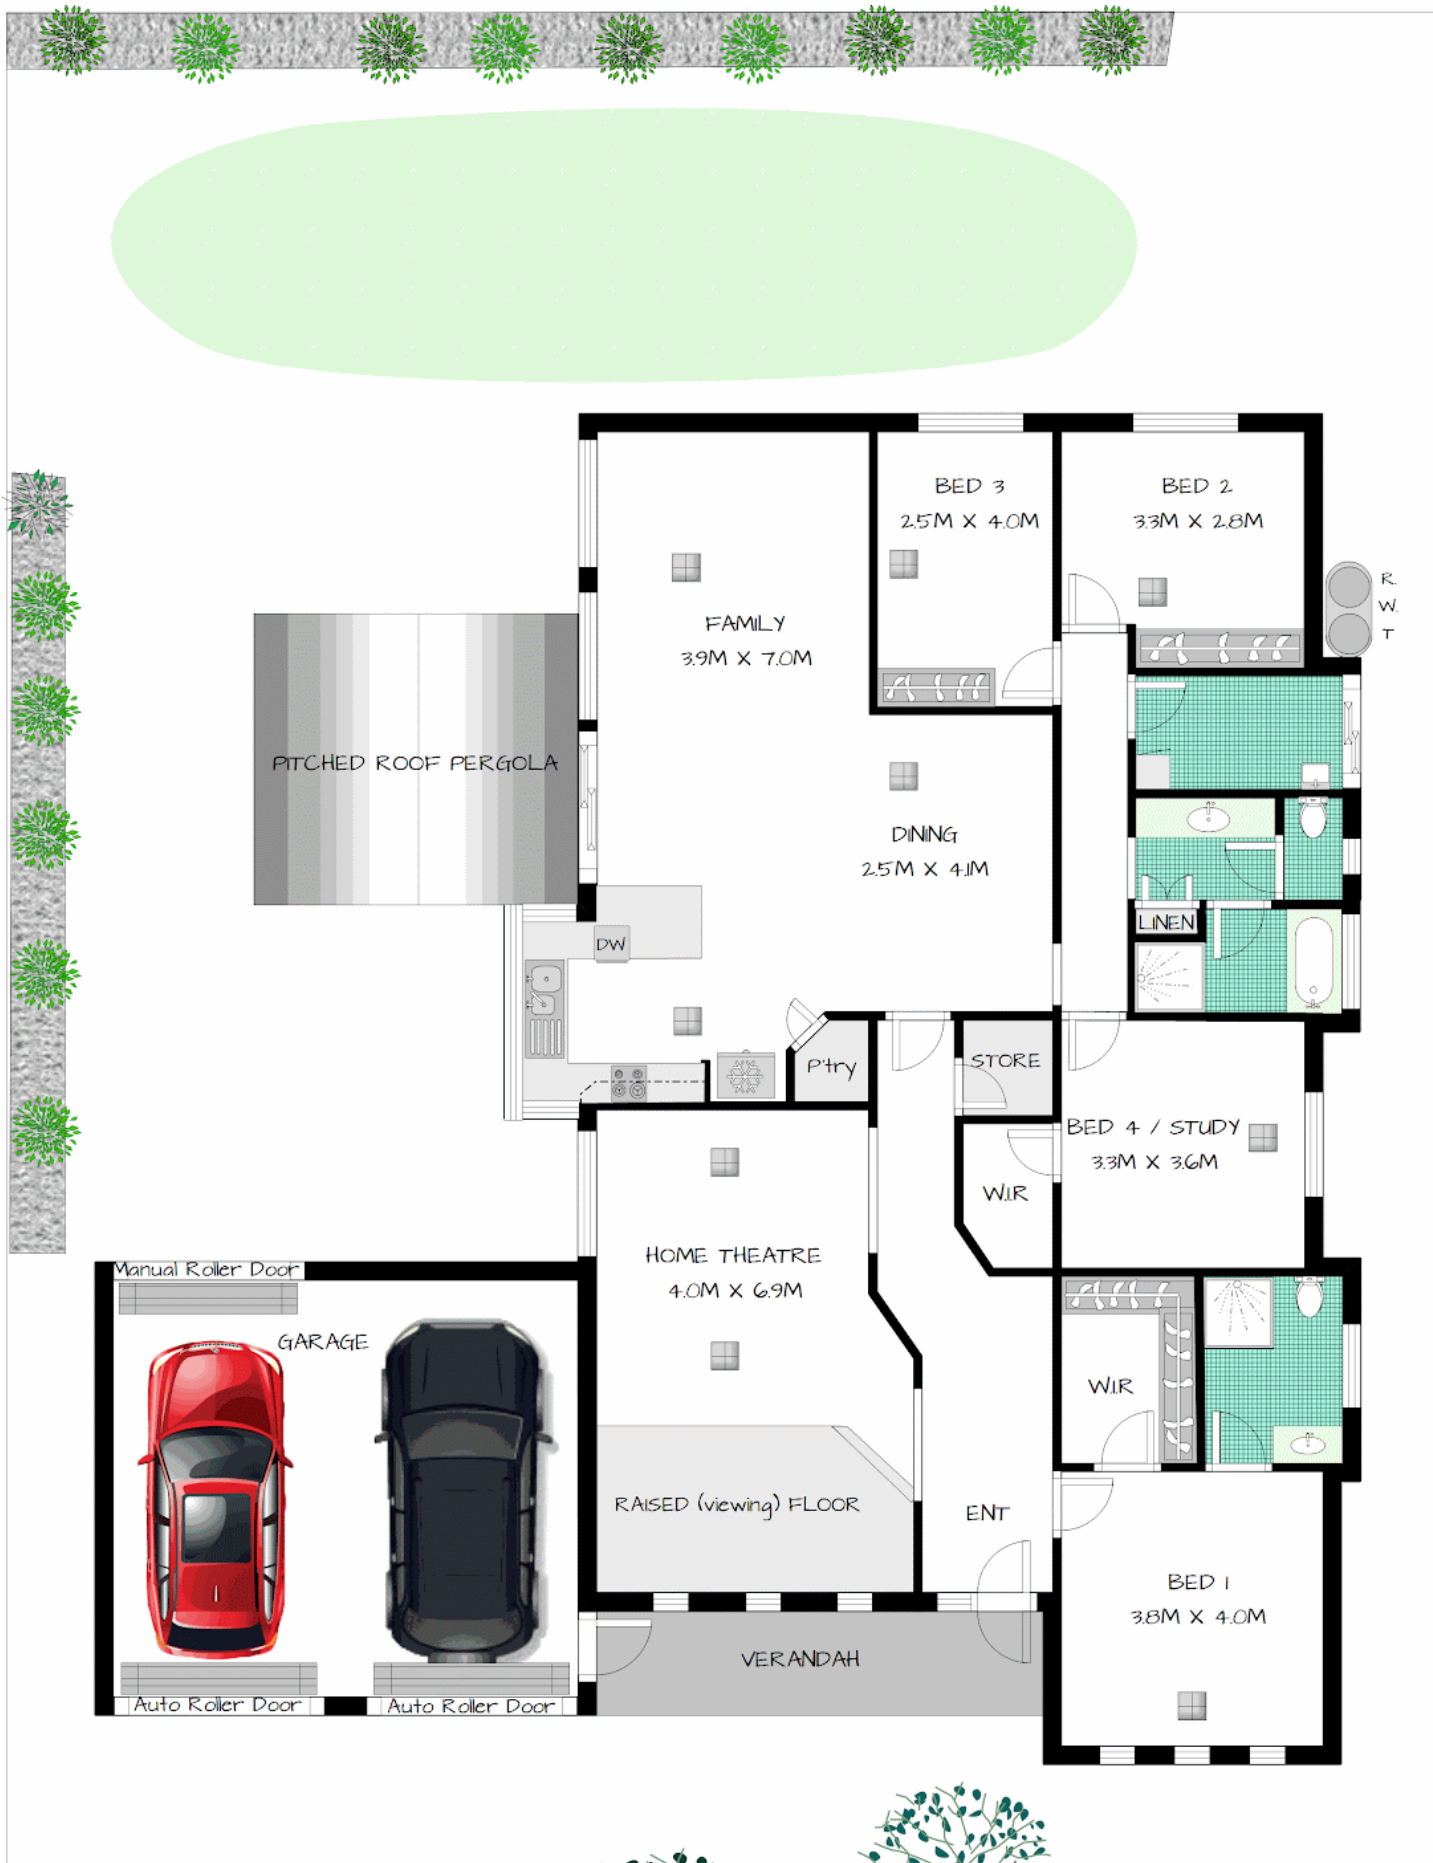 BED 3
2.5M X 4.0M
BED 2
3.3M X 2.8M
R.
W.
T
FAMILY
3.9M X 7.0M
PITCHED ROOF PERGOLA
DINING
2.5M X 4.1M
LINEN
DW
P'try
STORE
BED 4 / STUDY
3.3M X 3.6M
W.I.R
HOME THEATRE
4.0M X 6.9M
Manual Roller Door
GARAGE
W.I.R
RAISED (viewing) FLOOR
ENT
BED 1
3.8M X 4.0M
VERANDAH
Auto Roller Door
Auto Roller Door